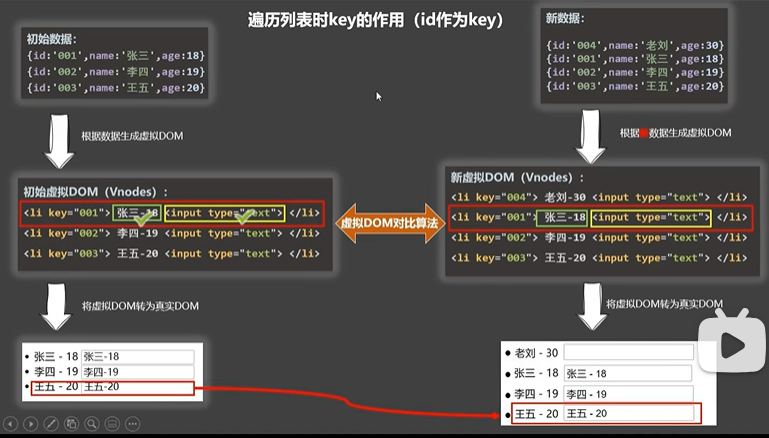 遍历列表时key的作用（id作为key）
初始数据：
{id:'001',name:'张三',age:18}
{id:'002',name:'李四',age:19}
{id:'003',name:'王五',age:20}
根据数据生成虚拟DOM
初始虚拟DOM（Vnodes）：
<li key="001"> 张三-18 <input type="text"> </li>
<li key="002"> 李四-19 <input type="text"> </li>
<li key="003"> 王五-20 <input type="text"> </li>
将虚拟DOM转为真实DOM
张三 - 18 张三-18
李四 - 19 李四-19
王五 - 20 王五-20
虚拟DOM对比算法
新数据：
{id:'004',name:'老刘',age:30}
{id:'001',name:'张三',age:18}
{id:'002',name:'李四',age:19}
{id:'003',name:'王五',age:20}
根据数据生成虚拟DOM
新虚拟DOM（Vnodes）：
<li key="004"> 老刘-30 <input type="text"> </li>
<li key="001"> 张三-18 <input type="text"> </li>
<li key="002"> 李四-19 <input type="text"> </li>
<li key="003"> 王五-20 <input type="text"> </li>
将虚拟DOM转为真实DOM
老刘 - 30
张三 - 18 张三 - 18
李四 - 19 李四 - 19
王五 - 20 王五 - 20